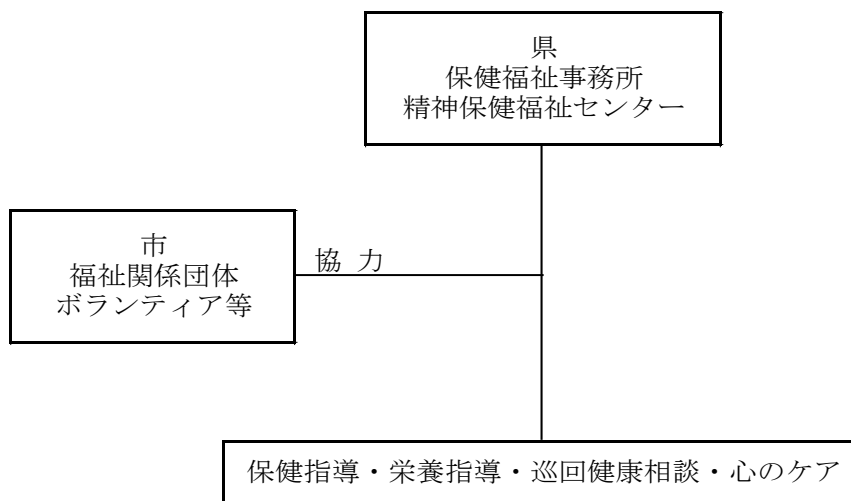 県
保健福祉事務所
精神保健福祉センター
市
福祉関係団体
ボランティア等
協 力
保健指導・栄養指導・巡回健康相談・心のケア